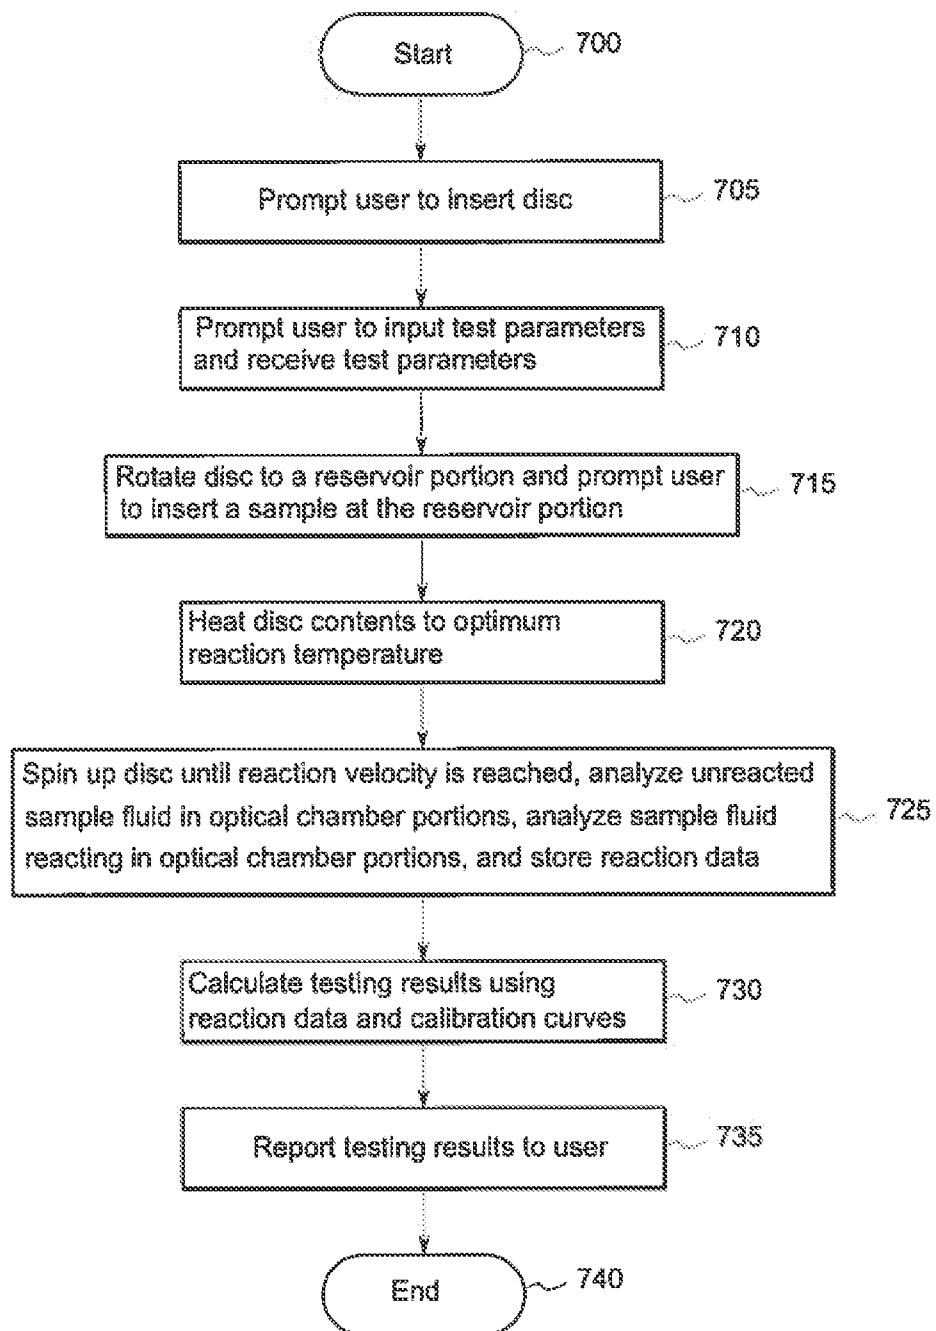 Start
700
Prompt user to insert disc
705
Prompt user to input test parameters
and receive test parameters
710
Rotate disc to a reservoir portion and prompt user
to insert a sample at the reservoir portion
715
Heat disc contents to optimum
reaction temperature
720
Spin up disc until reaction velocity is reached, analyze unreacted
sample fluid in optical chamber portions, analyze sample fluid
reacting in optical chamber portions, and store reaction data
725
Calculate testing results using
reaction data and calibration curves
730
Report testing results to user
735
End
740